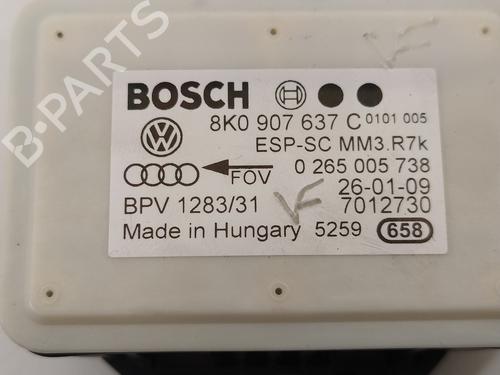 BOSCH
8K0 907 637 C 0101 005
ESP-SC MM3.R7k
FOV 0 265 005 738
26-01-09
BPV 1283/31 7012730
Made in Hungary 5259 658
B-PARTS